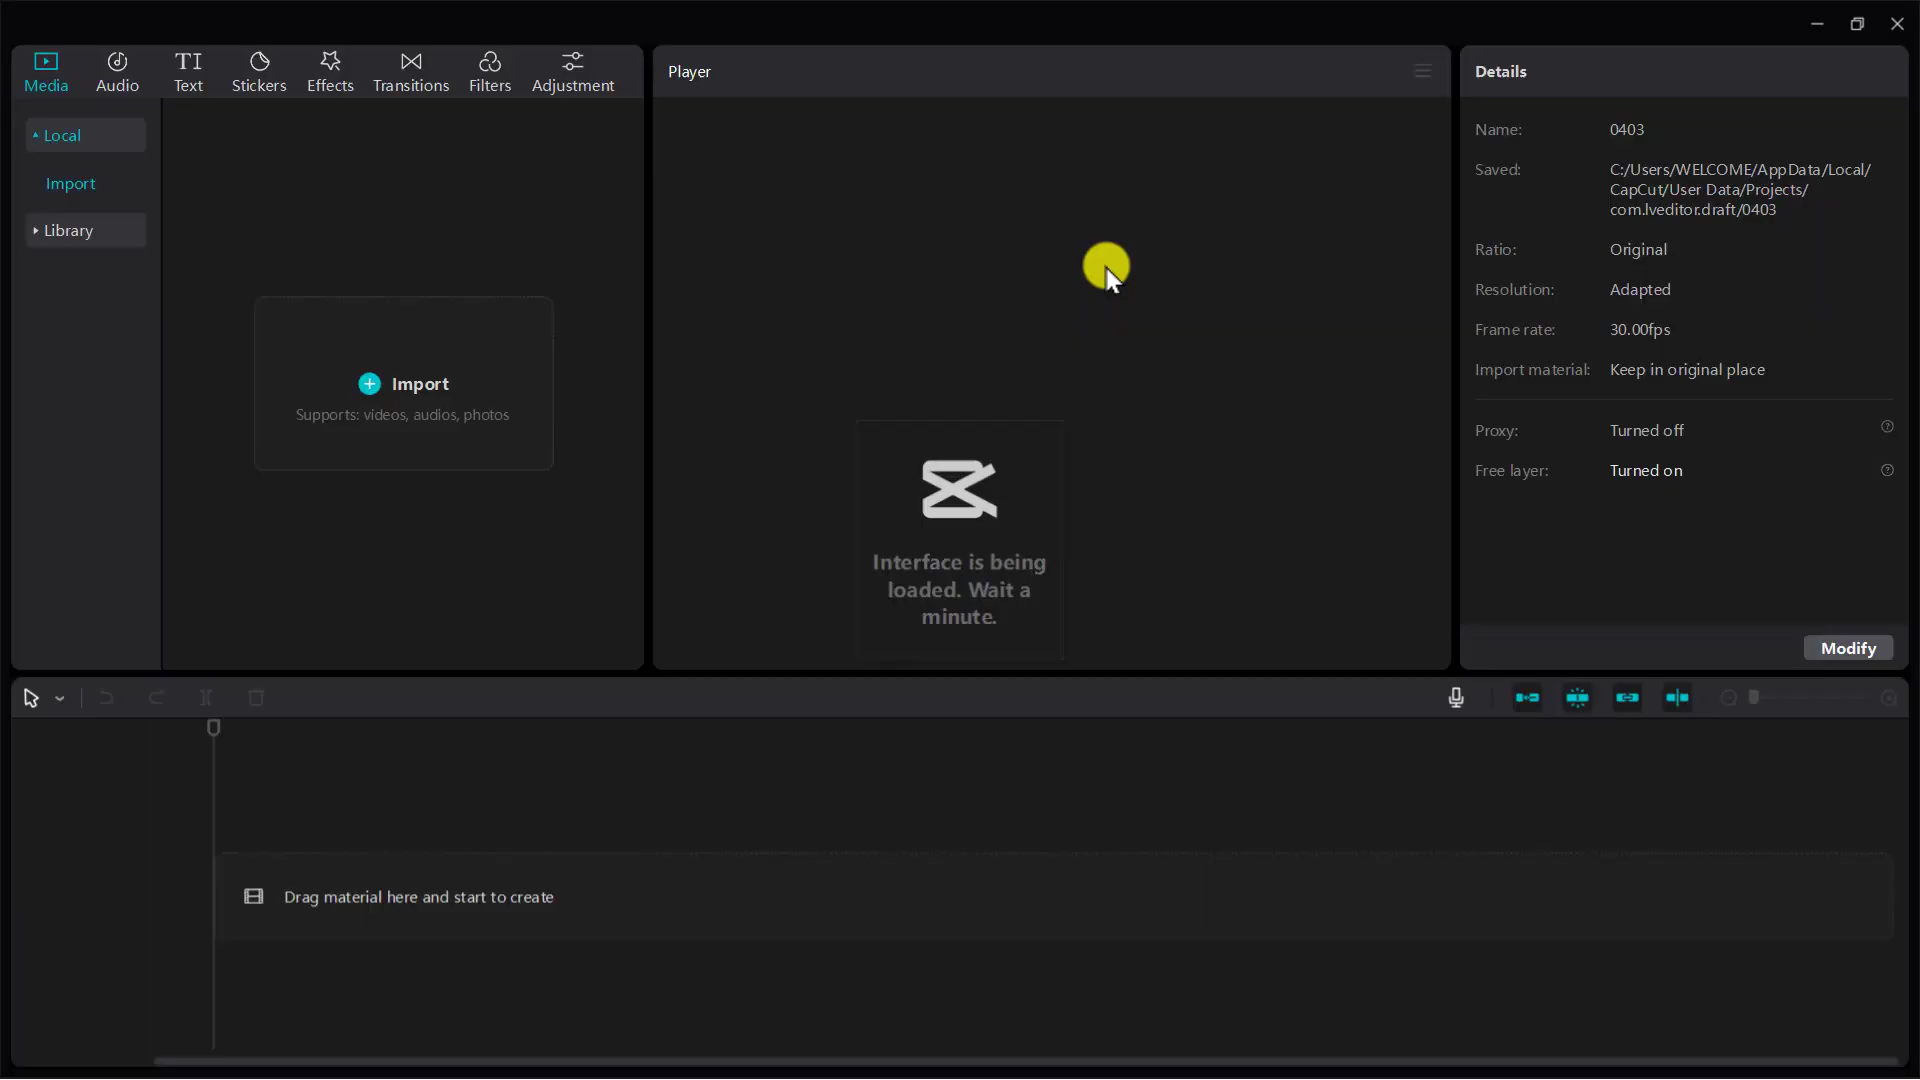 Media
Audio
Text
Stickers
Effects
Transitions
Filters
Adjustment
Local
Import
Library
Import
Supports: videos, audios, photos
Player
Interface is being
loaded. Wait a
minute.
Details
Name: 0403
Saved: C:/Users/WELCOME/AppData/Local/
CapCut/User Data/Projects/
com.lveditor.draft/0403
Ratio: Original
Resolution: Adapted
Frame rate: 30.00fps
Import material: Keep in original place
Proxy: Turned off
Free layer: Turned on
Modify
Drag material here and start to create